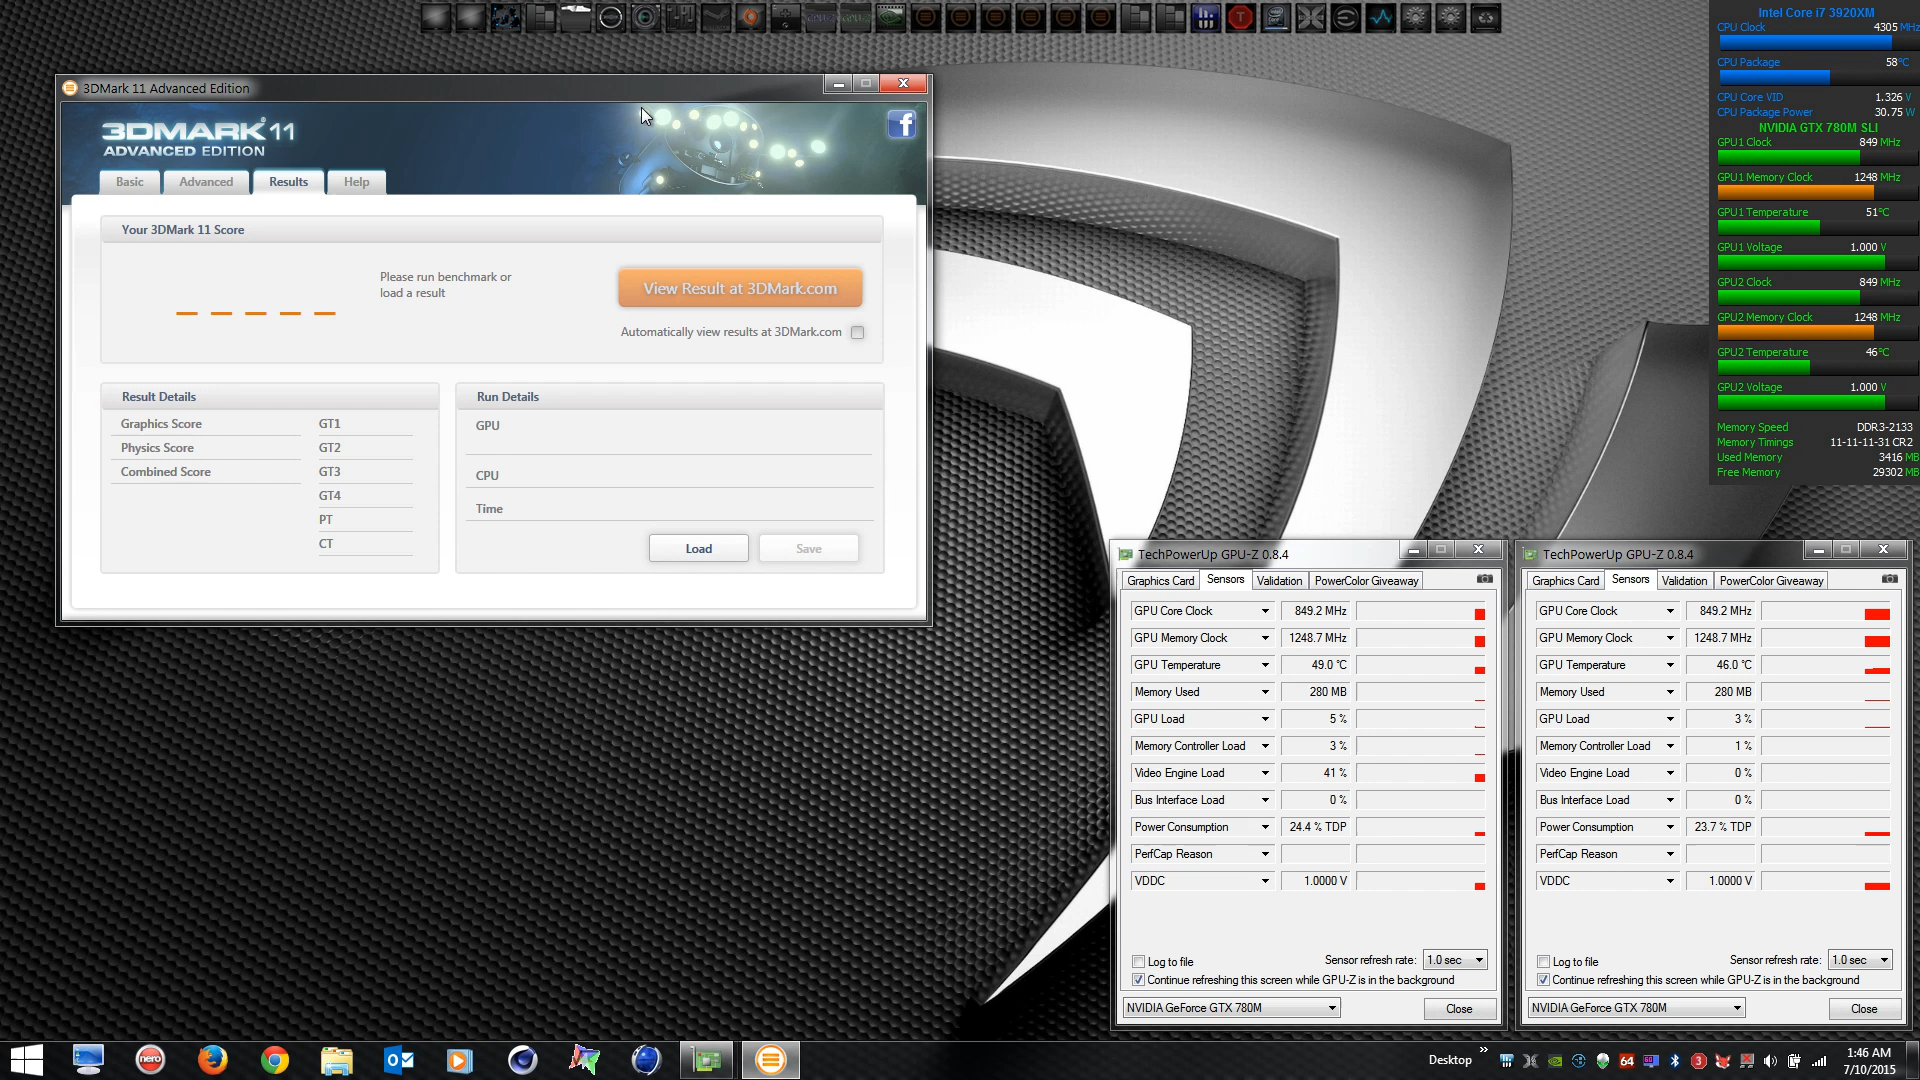 3DMark 11 Advanced Edition
3DMARK 11
ADVANCED EDITION
Basic
Advanced
Results
Help
Your 3DMark 11 Score
Please run benchmark or
load a result
View Result at 3DMark.com
Automatically view results at 3DMark.com
Result Details
Graphics Score
Physics Score
Combined Score
GT1
GT2
GT3
GT4
PT
CT
Run Details
GPU
CPU
Time
Load
Save
Intel Core i7 3920XM
CPU Clock 4305 MHz
CPU Package 58°C
CPU Core VID 1.326 V
CPU Package Power 30.75 W
NVIDIA GTX 780M SLI
GPU1 Clock 849 MHz
GPU1 Memory Clock 1248 MHz
GPU1 Temperature 51°C
GPU1 Voltage 1.000 V
GPU2 Clock 849 MHz
GPU2 Memory Clock 1248 MHz
GPU2 Temperature 46°C
GPU2 Voltage 1.000 V
Memory Speed DDR3-2133
Memory Timings 11-11-11-31 CR2
Used Memory 3416 MB
Free Memory 29302 MB
TechPowerUp GPU-Z 0.8.4
Graphics Card Sensors Validation PowerColor Giveaway
GPU Core Clock 849.2 MHz
GPU Memory Clock 1248.7 MHz
GPU Temperature 49.0 °C
Memory Used 280 MB
GPU Load 5 %
Memory Controller Load 3 %
Video Engine Load 41 %
Bus Interface Load 0 %
Power Consumption 24.4 % TDP
PerfCap Reason
VDDC 1.0000 V
Log to file Sensor refresh rate: 1.0 sec
Continue refreshing this screen while GPU-Z is in the background
NVIDIA GeForce GTX 780M Close
TechPowerUp GPU-Z 0.8.4
Graphics Card Sensors Validation PowerColor Giveaway
GPU Core Clock 849.2 MHz
GPU Memory Clock 1248.7 MHz
GPU Temperature 46.0 °C
Memory Used 280 MB
GPU Load 3 %
Memory Controller Load 1 %
Video Engine Load 0 %
Bus Interface Load 0 %
Power Consumption 23.7 % TDP
PerfCap Reason
VDDC 1.0000 V
Log to file Sensor refresh rate: 1.0 sec
Continue refreshing this screen while GPU-Z is in the background
NVIDIA GeForce GTX 780M Close
nero
Desktop
64
3
1:46 AM
7/10/2015